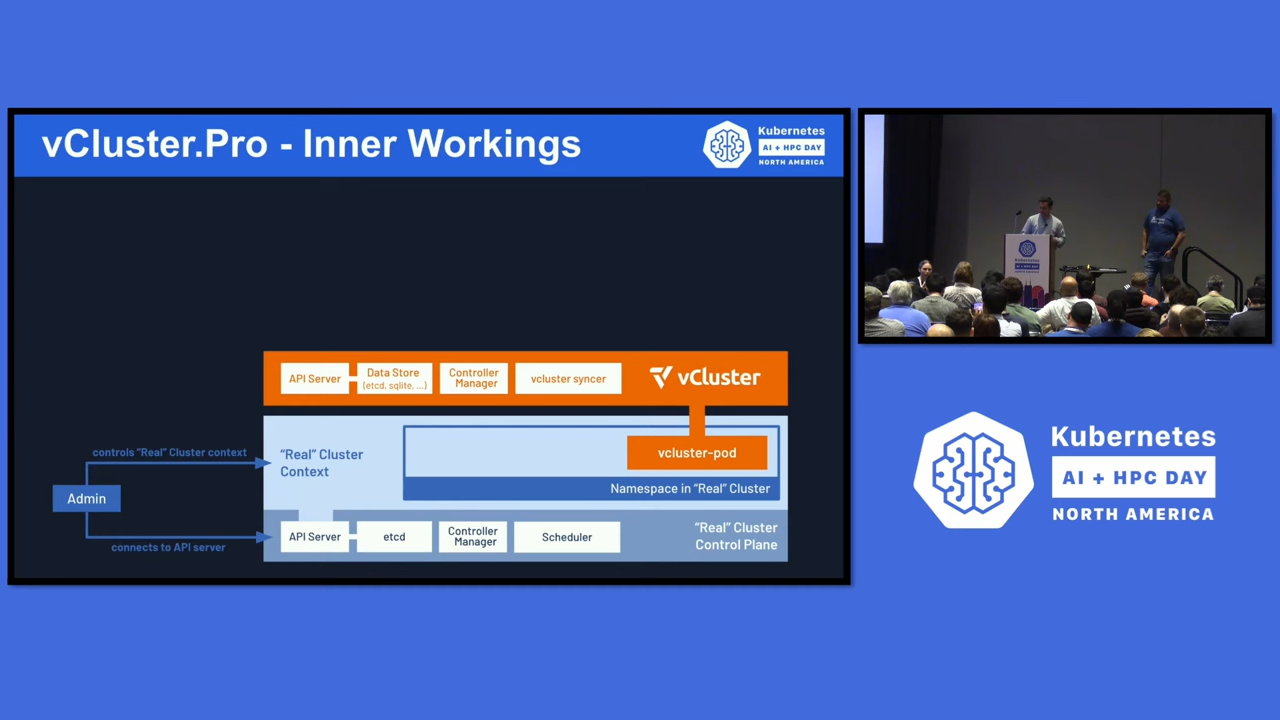 vCluster.Pro - Inner Workings
Kubernetes
AI + HPC DAY
NORTH AMERICA
API Server
Data Store
(etcd, sqlite, ...)
Controller
Manager
vcluster syncer
vCluster
controls "Real" Cluster context
"Real" Cluster
Context
vcluster-pod
Namespace in "Real" Cluster
Admin
connects to API server
API Server
etcd
Controller
Manager
Scheduler
"Real" Cluster
Control Plane
Kubernetes
AI + HPC DAY
NORTH AMERICA